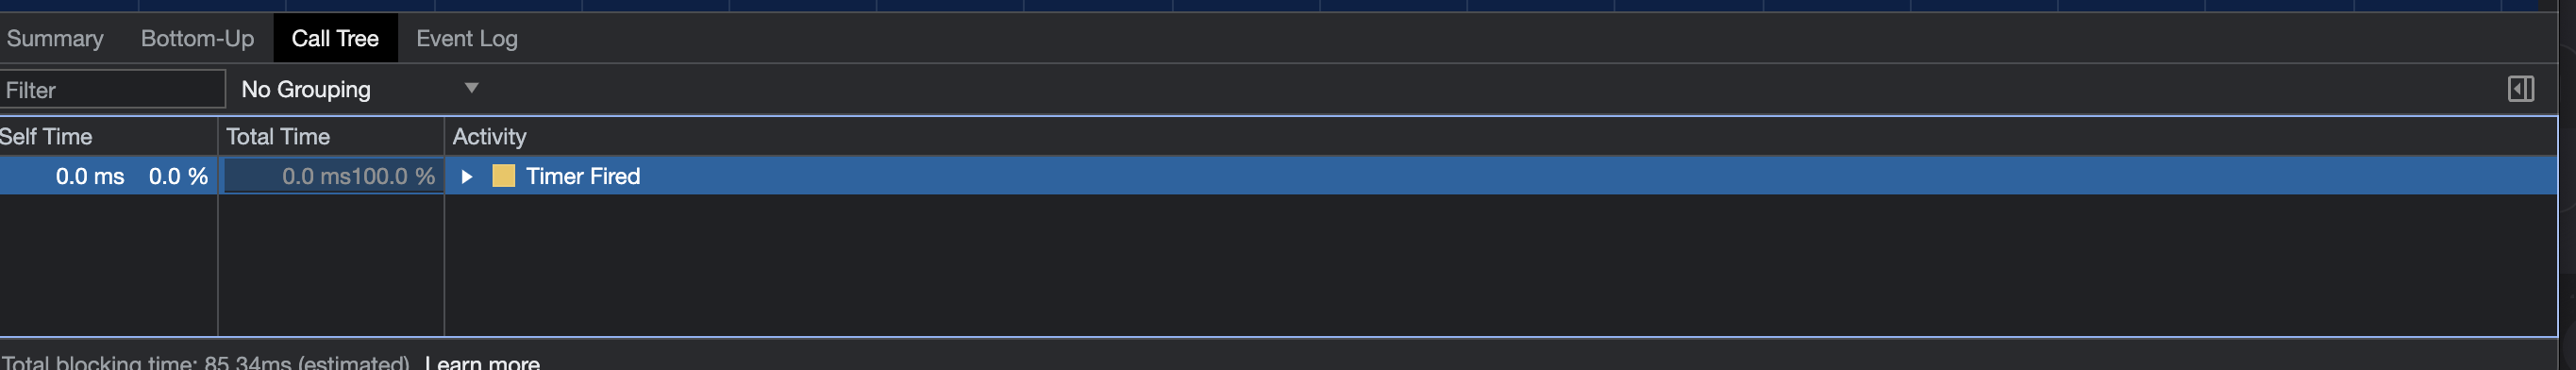 Summary Bottom-Up Call Tree Event Log
Filter No Grouping
Self Time Total Time Activity
0.0 ms 0.0 % 0.0 ms 100.0 % Timer Fired
Total blocking time: 85.34ms (estimated) Learn more